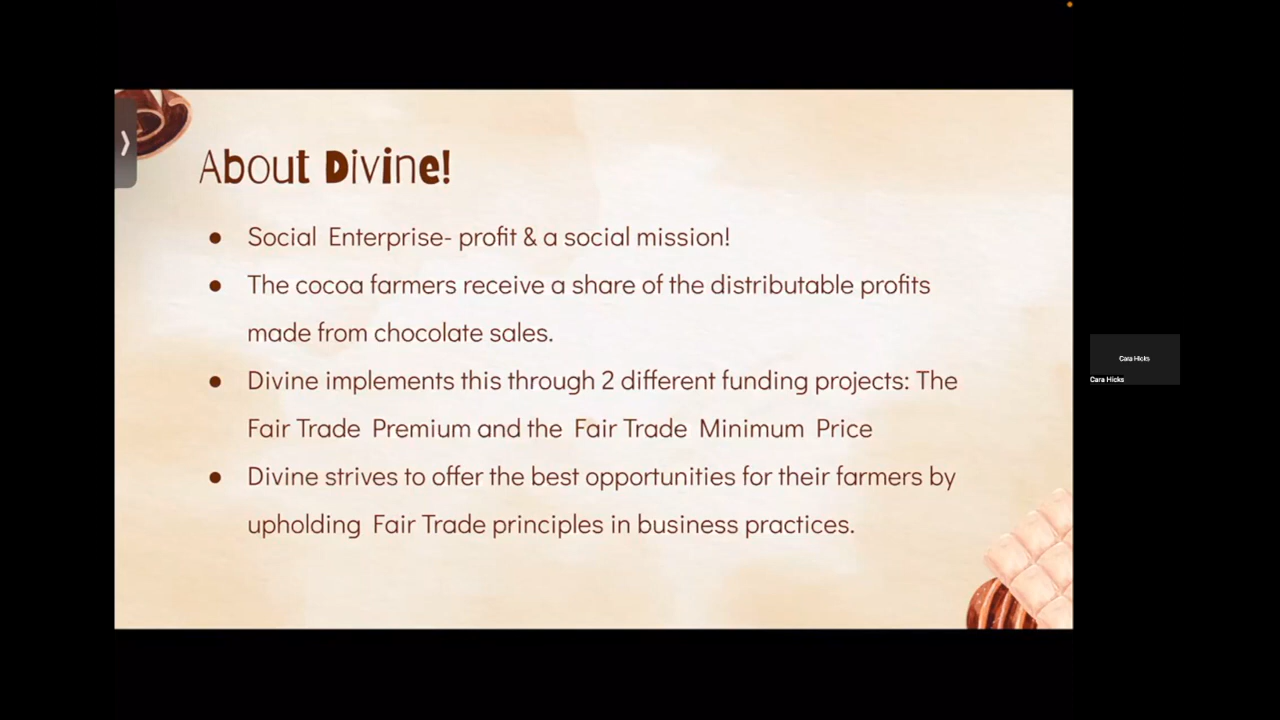 About Divine!
● Social Enterprise- profit & a social mission!
● The cocoa farmers receive a share of the distributable profits
made from chocolate sales.
● Divine implements this through 2 different funding projects: The
Fair Trade Premium and the Fair Trade Minimum Price
● Divine strives to offer the best opportunities for their farmers by
upholding Fair Trade principles in business practices.
Cara Hicks
Cara Hicks